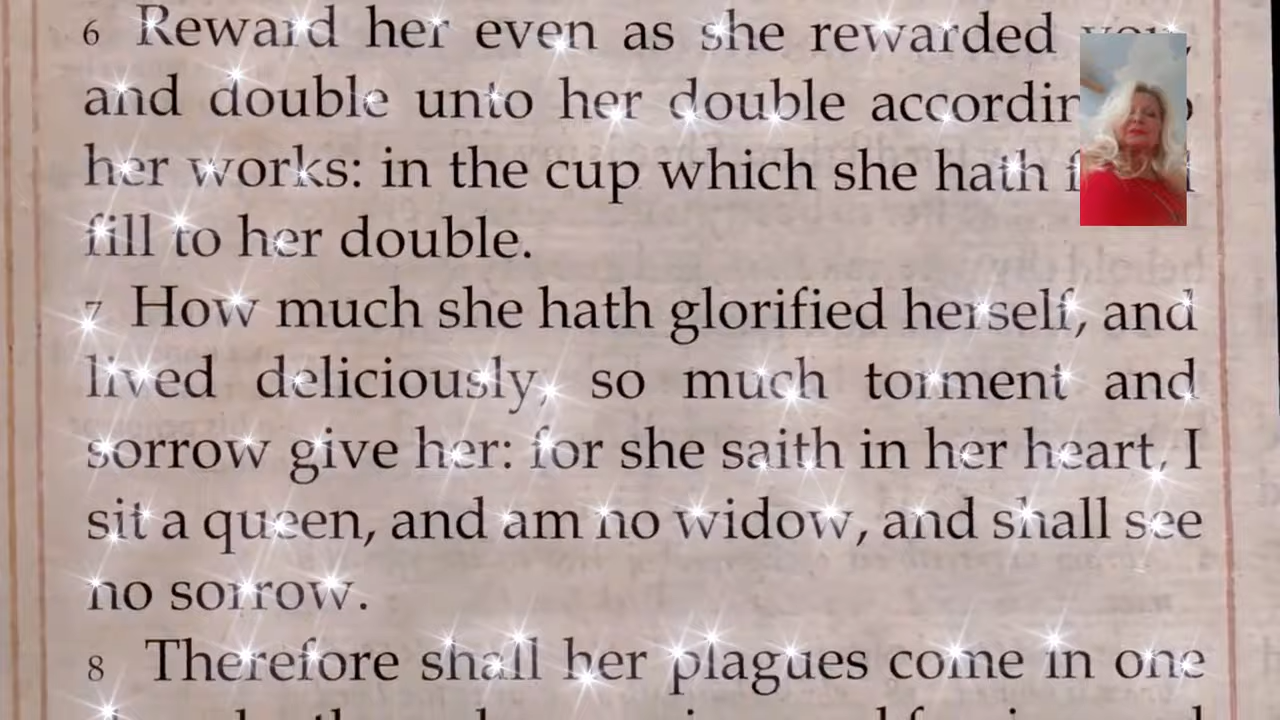 6 Reward her even as she rewarded
and double unto her double
her works: in the cup which she hath
fill to her double.
7 How much she hath glorified herself, and
lived deliciously, so much torment and
sorrow give her: for she saith in her heart, I
sit a queen, and am no widow, and shall see
no sorrow.
8 Therefore shall her plagues come in one